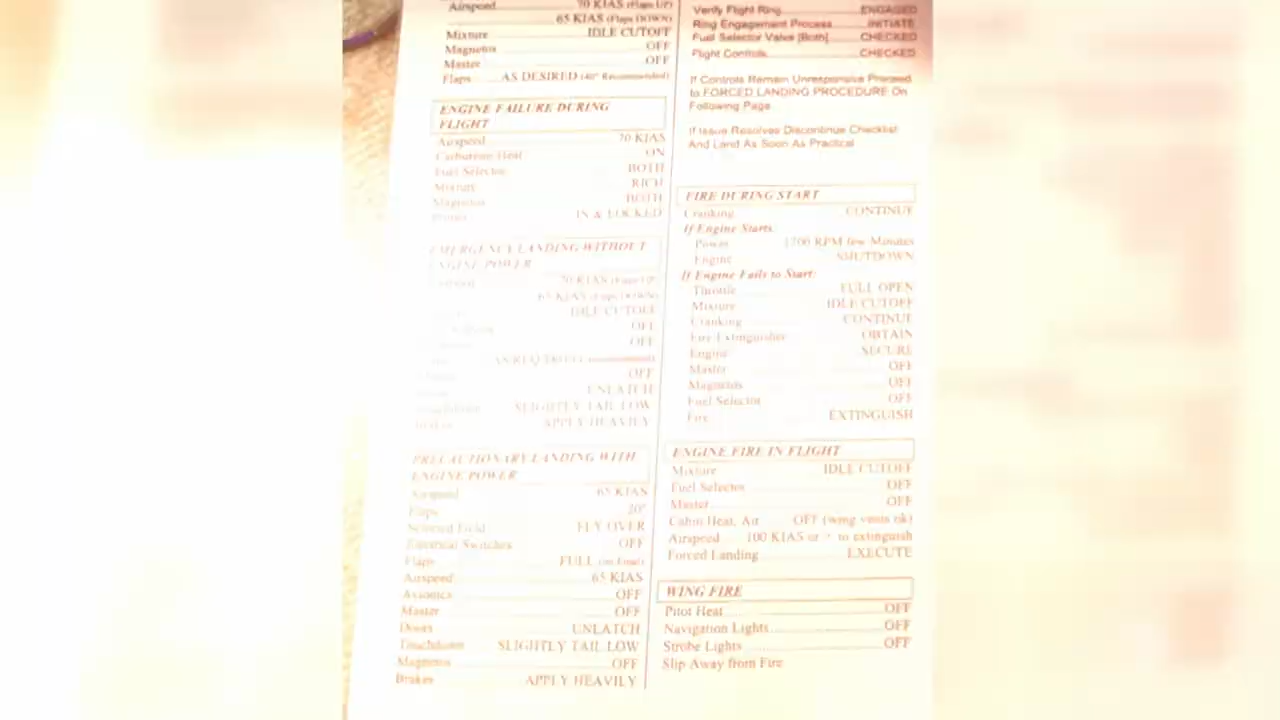 Airspeed 70 KIAS (Flaps UP)
65 KIAS (Flaps DOWN)
Mixture IDLE CUTOFF
Magnetos OFF
Master OFF
Flaps AS DESIRED (40° Recommended)
ENGINE FAILURE DURING
FLIGHT
Airspeed 70 KIAS
Carburetor Heat ON
Fuel Selector BOTH
Mixture RICH
Magnetos BOTH
Primer IN & LOCKED
EMERGENCY LANDING WITHOUT
ENGINE POWER
Airspeed 70 KIAS (Flaps UP)
65 KIAS (Flaps DOWN)
IDLE CUTOFF
OFF
OFF
AS REQUIRED
OFF
UNLATCH
Touchdown SLIGHTLY TAIL LOW
APPLY HEAVILY
PRECAUTIONARY LANDING WITH
ENGINE POWER
Airspeed 65 KIAS
Flaps 20°
Selected Field FLY OVER
Electrical Switches OFF
Flaps FULL (on final)
Airspeed 65 KIAS
Avionics OFF
Master OFF
Doors UNLATCH
Touchdown SLIGHTLY TAIL LOW
Magnetos OFF
Brakes APPLY HEAVILY
Verify Flight Ring ENGAGED
Ring Engagement Process INITIATE
Fuel Selector Valve [Both] CHECKED
Flight Controls CHECKED
If Controls Remain Unresponsive Proceed
to FORCED LANDING PROCEDURE On
Following Page
If Issue Resolves Discontinue Checklist
And Land As Soon As Practical
FIRE DURING START
Cranking CONTINUE
If Engine Starts
Power 1700 RPM few Minutes
Engine SHUTDOWN
If Engine Fails to Start:
Throttle FULL OPEN
Mixture IDLE CUTOFF
Cranking CONTINUE
Fire Extinguisher OBTAIN
Engine SECURE
Master OFF
Magnetos OFF
Fuel Selector OFF
Fire EXTINGUISH
ENGINE FIRE IN FLIGHT
Mixture IDLE CUTOFF
Fuel Selector OFF
Master OFF
Cabin Heat, Air OFF (wing vents ok)
Airspeed 100 KIAS or + to extinguish
Forced Landing EXECUTE
WING FIRE
Pitot Heat OFF
Navigation Lights OFF
Strobe Lights OFF
Slip Away from Fire